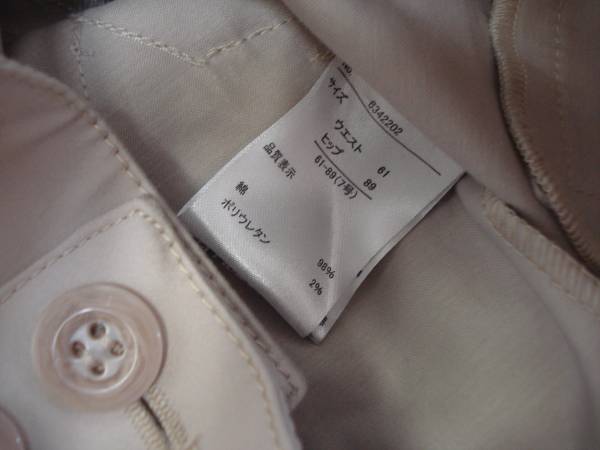 NO. 6342202
サイズ
ウエスト 61
ヒップ 89
61-89(7号)
品質表示
綿 98%
ポリウレタン 2%